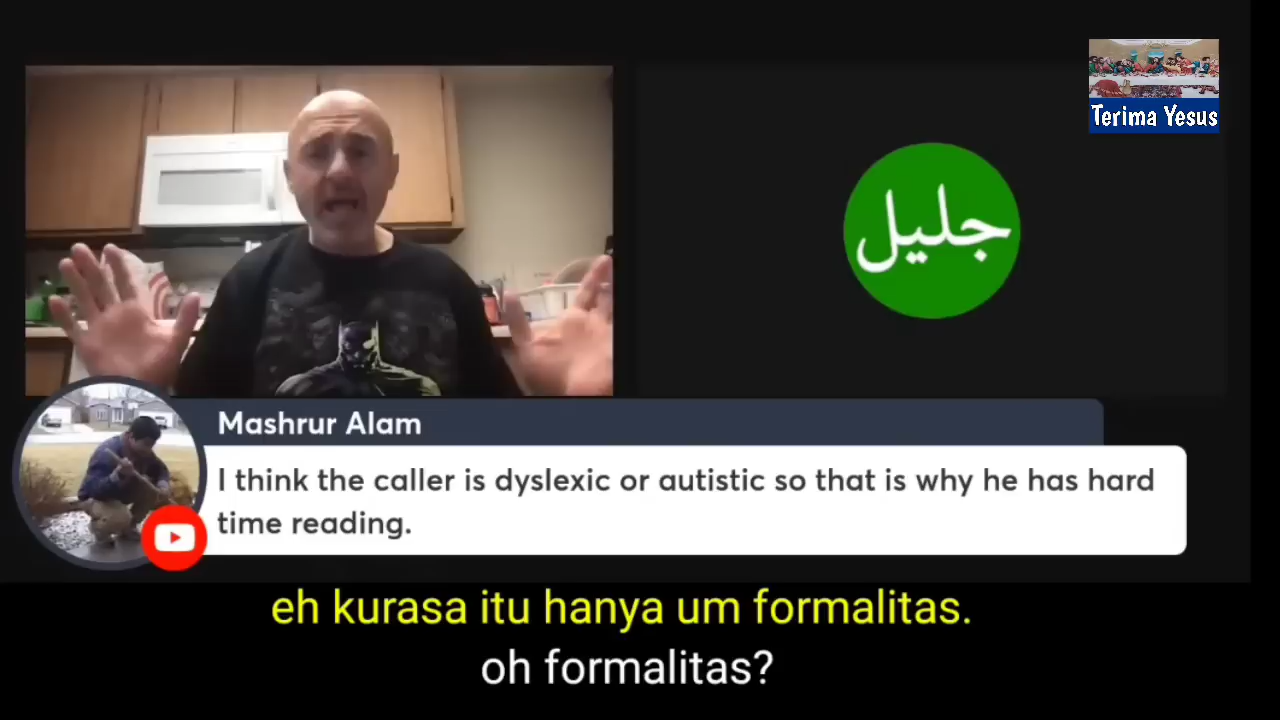 Terima Yesus
جليل
Mashrur Alam
I think the caller is dyslexic or autistic so that is why he has hard
time reading.
eh kurasa itu hanya um formalitas.
oh formalitas?